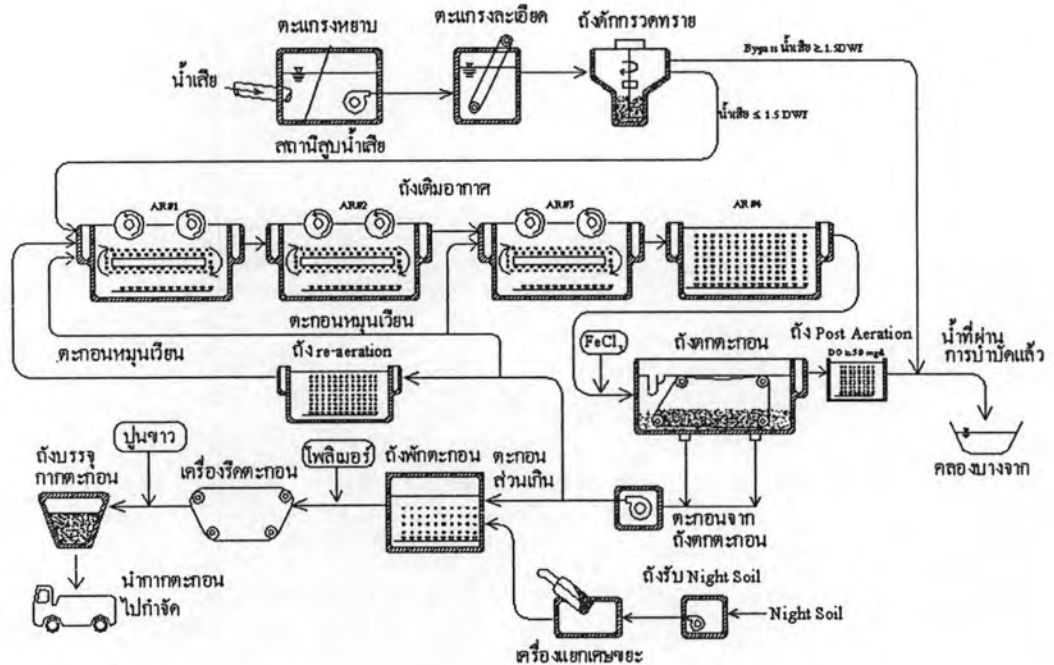 ตะแกรงหยาบ
ตะแกรงละเอียด
ถังดักกรวดทราย
Bypass น้ำเสีย ≥ 1.5DWF
น้ำเสีย
น้ำเสีย ≤ 1.5 DWF
สถานีสูบน้ำเสีย
ถังเติมอากาศ
AR#1
AR#2
AR#3
AR#4
ตะกอนหมุนเวียน
ตะกอนหมุนเวียน
ถัง re-aeration
FeCl₃
ถังตกตะกอน
ถัง Post Aeration
น้ำที่ผ่าน
การบำบัดแล้ว
คลองบางจาก
ปูนขาว
โพลิเมอร์
ถังบรรจุ
กากตะกอน
เครื่องรีดตะกอน
ถังพักตะกอน
ตะกอน
ส่วนเกิน
ตะกอนจาก
ถังตกตะกอน
นำกากตะกอน
ไปกำจัด
ถังรับ Night Soil
Night Soil
เครื่องแยกเศษขยะ